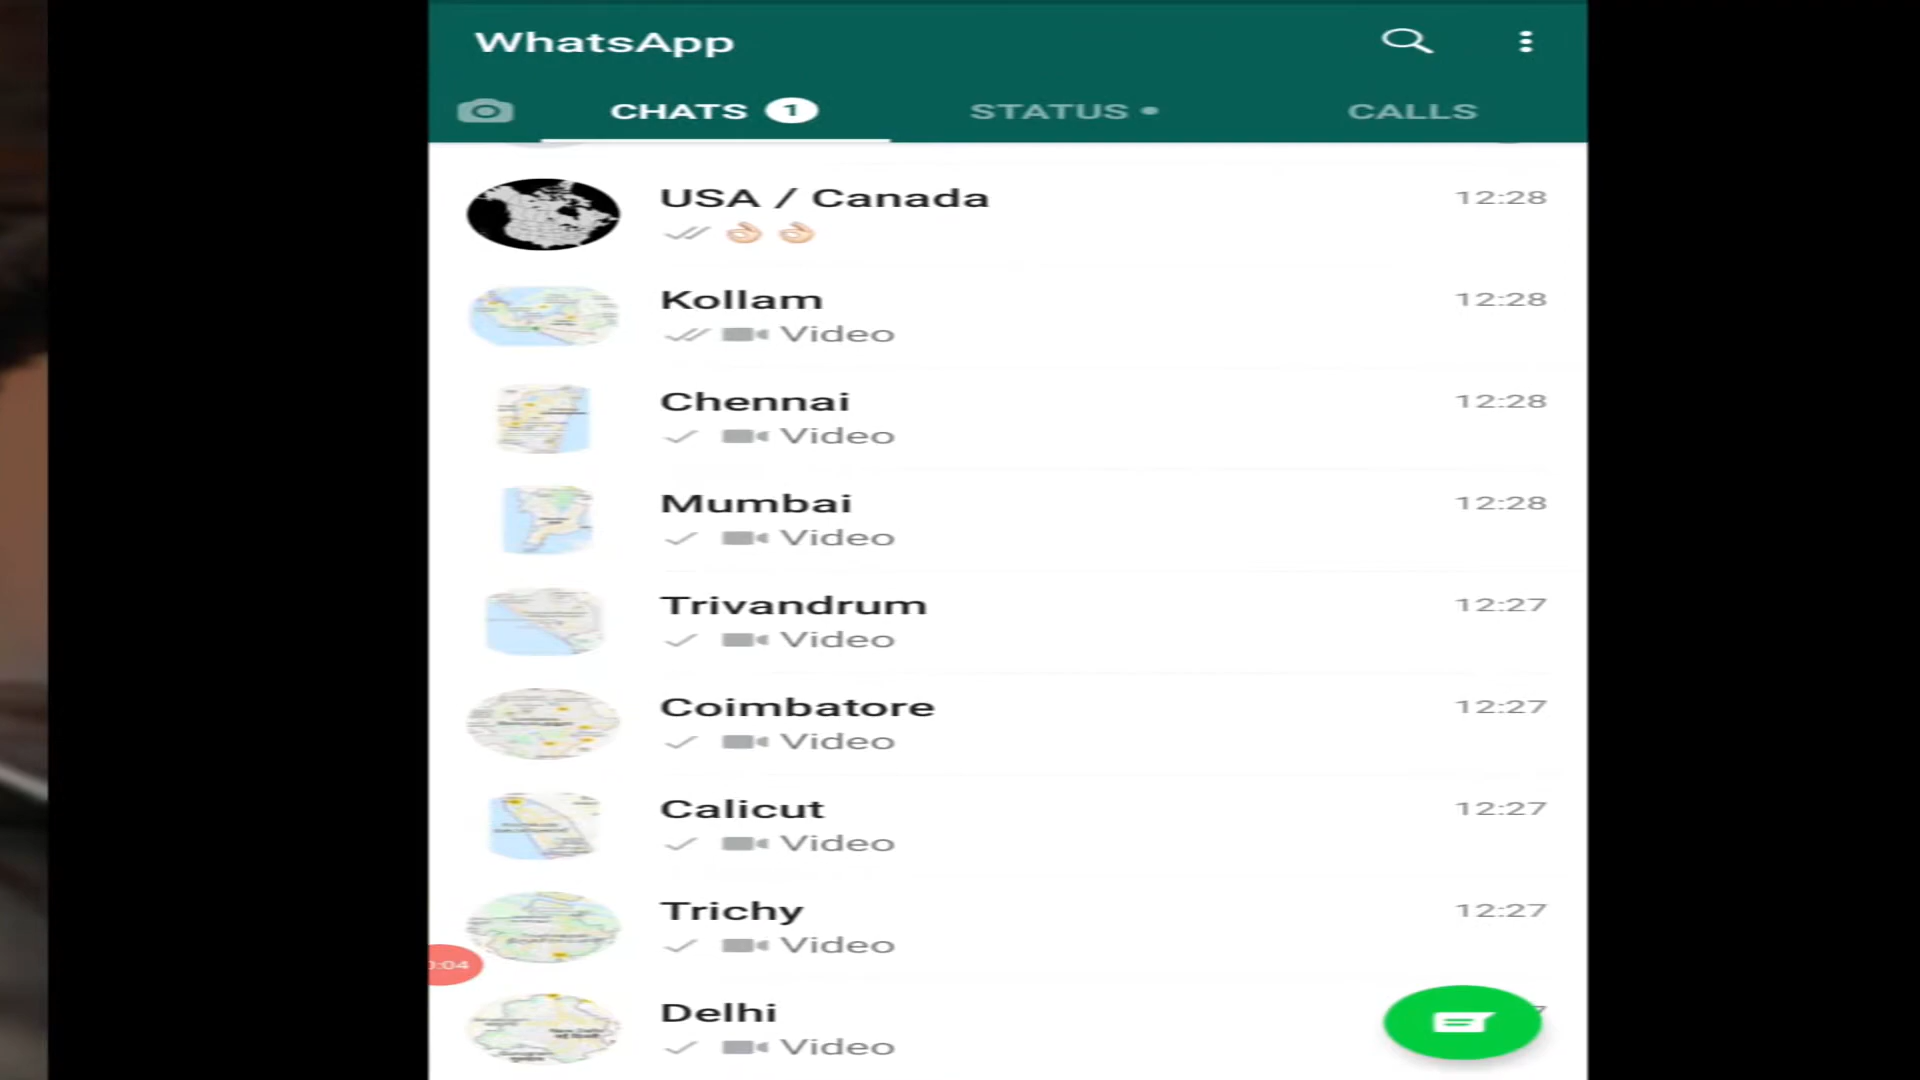 WhatsApp
CHATS 1 STATUS CALLS
USA / Canada 12:28
👌🏻 👌🏻
Kollam 12:28
Video
Chennai 12:28
Video
Mumbai 12:28
Video
Trivandrum 12:27
Video
Coimbatore 12:27
Video
Calicut 12:27
Video
Trichy 12:27
Video
:04
Delhi 7
Video